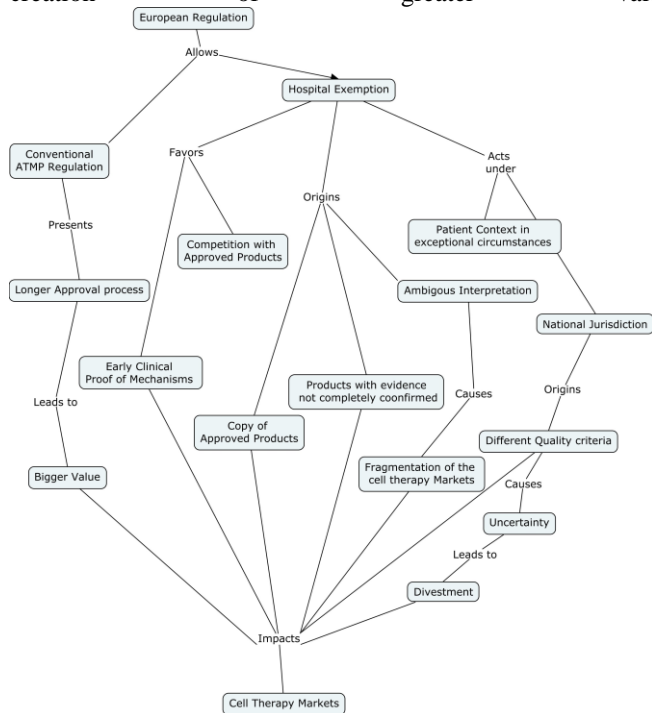 creation of greater
European Regulation
Allows
Hospital Exemption
Conventional
ATMP Regulation
Favors
Acts
under
Origins
Presents
Competition with
Approved Products
Patient Context in
exceptional circumstances
Longer Approval process
Ambigous Interpretation
National Jurisdiction
Early Clinical
Proof of Mechanisms
Products with evidence
not completely coonfirmed
Causes
Origins
Leads to
Copy of
Approved Products
Different Quality criteria
Bigger Value
Fragmentation of the
cell therapy Markets
Causes
Uncertainty
Leads to
Divestment
Impacts
Cell Therapy Markets